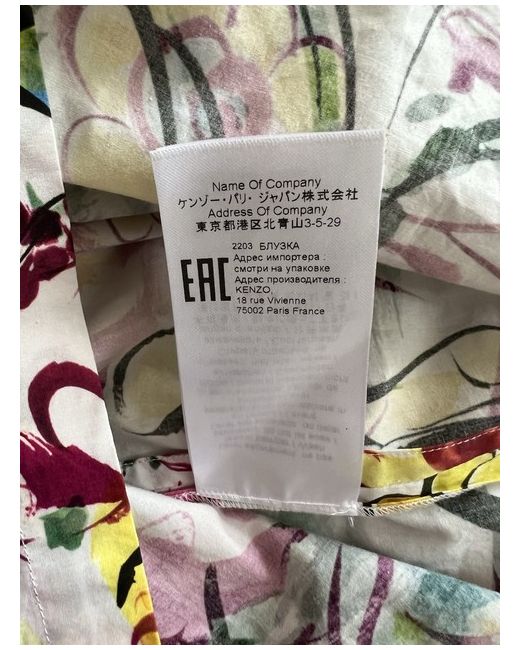 Name Of Company
ケンゾー・パリ・ジャパン株式会社
Address Of Company
東京都港区北青山3-5-29
2203 БЛУЗКА
Адрес импортера :
смотри на упаковке
Адрес производителя :
EAC
KENZO,
18 rue Vivienne
75002 Paris France